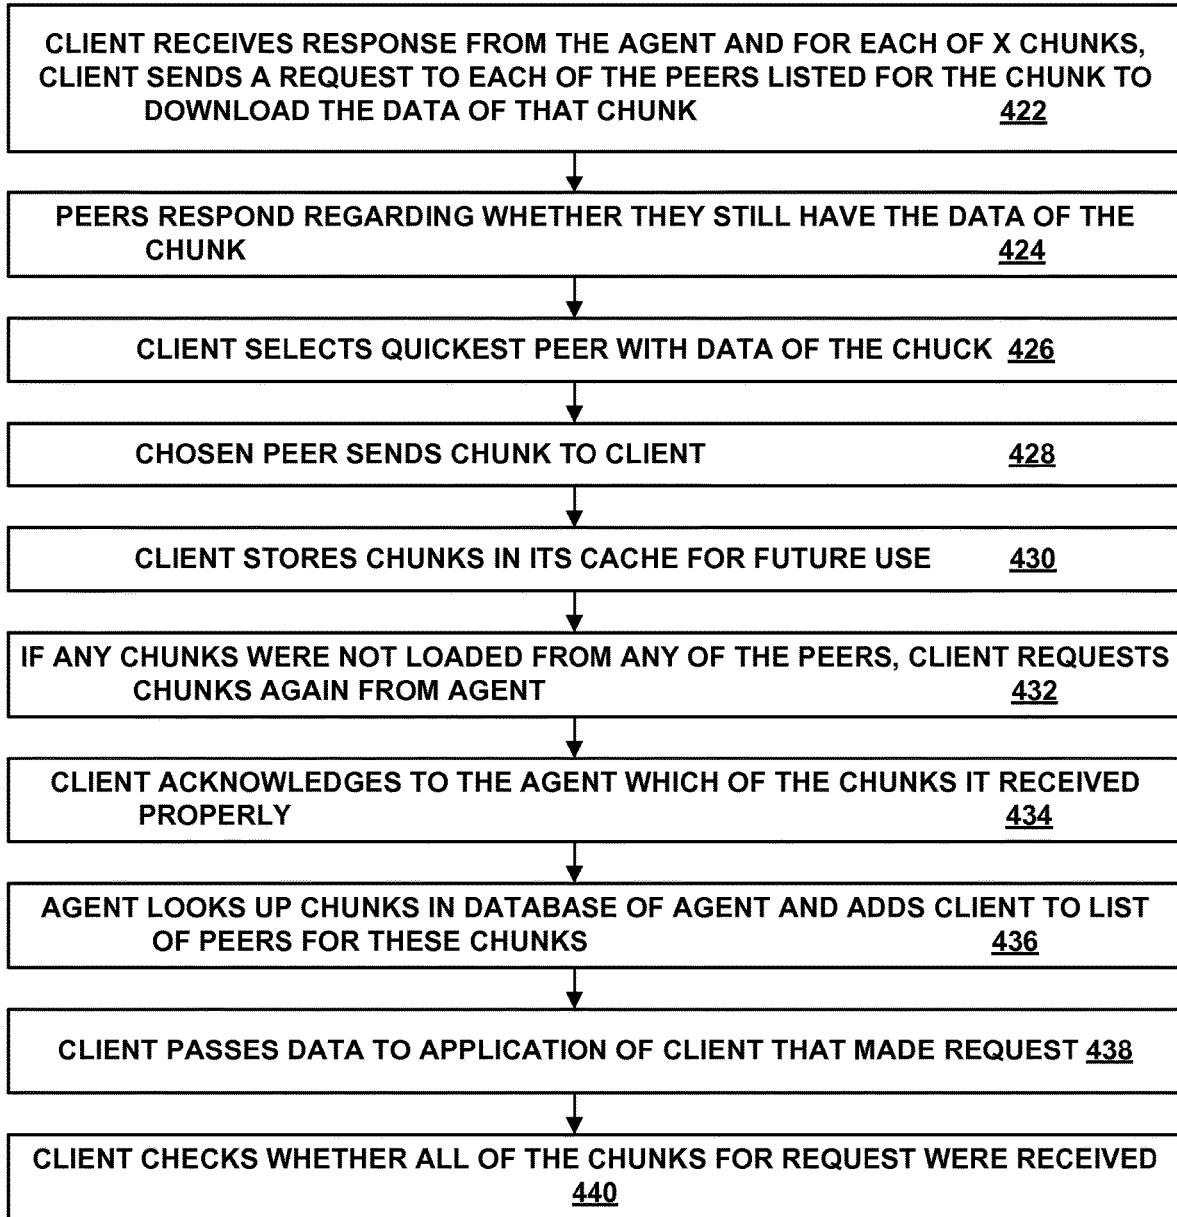 CLIENT RECEIVES RESPONSE FROM THE AGENT AND FOR EACH OF X CHUNKS,
CLIENT SENDS A REQUEST TO EACH OF THE PEERS LISTED FOR THE CHUNK TO
DOWNLOAD THE DATA OF THAT CHUNK 422
PEERS RESPOND REGARDING WHETHER THEY STILL HAVE THE DATA OF THE
CHUNK 424
CLIENT SELECTS QUICKEST PEER WITH DATA OF THE CHUCK 426
CHOSEN PEER SENDS CHUNK TO CLIENT 428
CLIENT STORES CHUNKS IN ITS CACHE FOR FUTURE USE 430
IF ANY CHUNKS WERE NOT LOADED FROM ANY OF THE PEERS, CLIENT REQUESTS
CHUNKS AGAIN FROM AGENT 432
CLIENT ACKNOWLEDGES TO THE AGENT WHICH OF THE CHUNKS IT RECEIVED
PROPERLY 434
AGENT LOOKS UP CHUNKS IN DATABASE OF AGENT AND ADDS CLIENT TO LIST
OF PEERS FOR THESE CHUNKS 436
CLIENT PASSES DATA TO APPLICATION OF CLIENT THAT MADE REQUEST 438
CLIENT CHECKS WHETHER ALL OF THE CHUNKS FOR REQUEST WERE RECEIVED
440